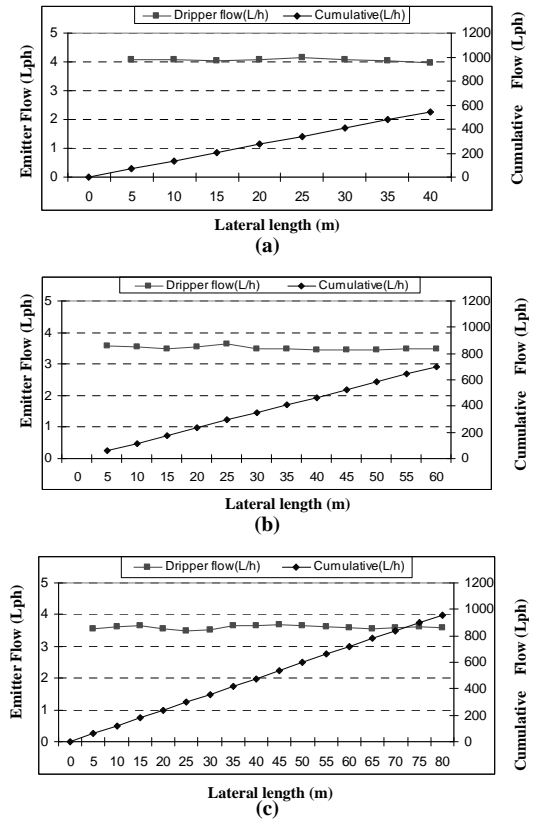 Dripper flow(L/h) Cumulative(L/h)
Emitter Flow (Lph)
5
4
3
2
1
0
1200
1000
800
600
400
200
0
Cumulative Flow (Lph)
0 5 10 15 20 25 30 35 40
Lateral length (m)
(a)
Dripper flow(L/h) Cumulative(L/h)
Emitter Flow (Lph)
5
4
3
2
1
0
1200
1000
800
600
400
200
0
Cumulative Flow (Lph)
0 5 10 15 20 25 30 35 40 45 50 55 60
Lateral length (m)
(b)
Dripper flow(L/h) Cumulative(L/h)
Emitter Flow (Lph)
5
4
3
2
1
0
1200
1000
800
600
400
200
0
Cumulative Flow (Lph)
0 5 10 15 20 25 30 35 40 45 50 55 60 65 70 75 80
Lateral length (m)
(c)